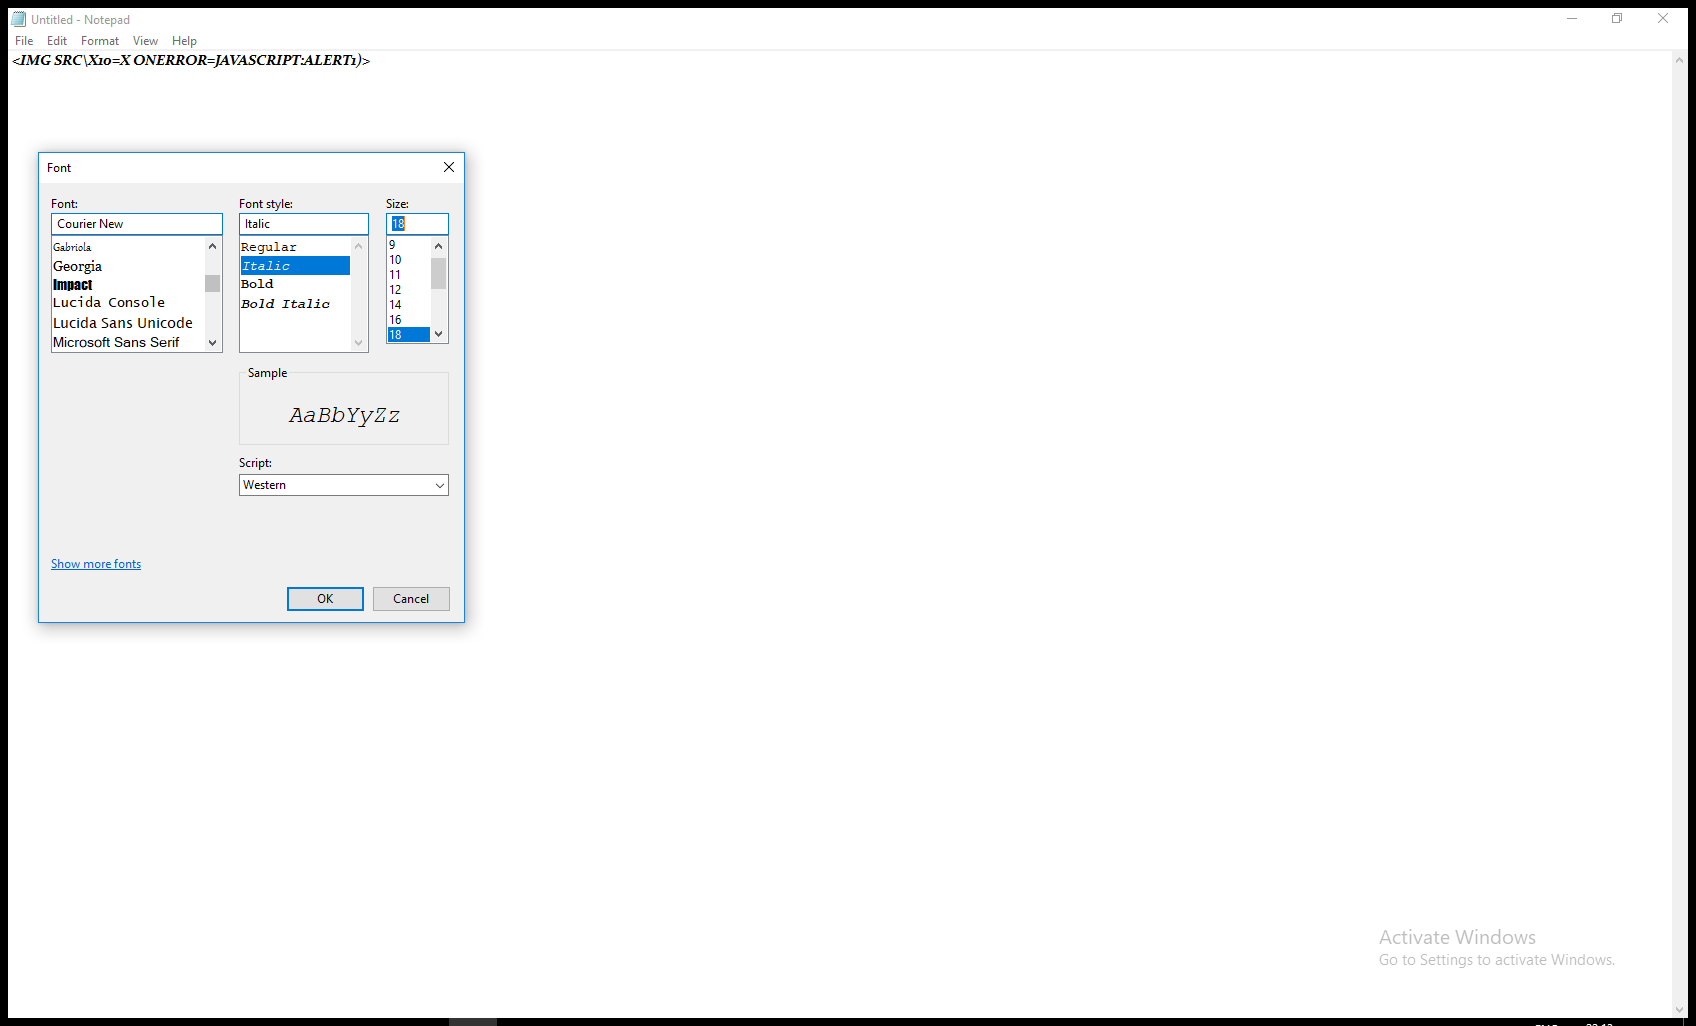 Untitled - Notepad
File Edit Format View Help
<IMG SRC\X10=X ONERROR=JAVASCRIPT:ALERT1)>
Font
Font: Font style: Size:
Courier New Italic 18
Gabriola
Georgia
Impact
Lucida Console
Lucida Sans Unicode
Microsoft Sans Serif
Regular
Italic
Bold
Bold Italic
9
10
11
12
14
16
18
Sample
AaBbYyZz
Script:
Western
Show more fonts
OK Cancel
Activate Windows
Go to Settings to activate Windows.